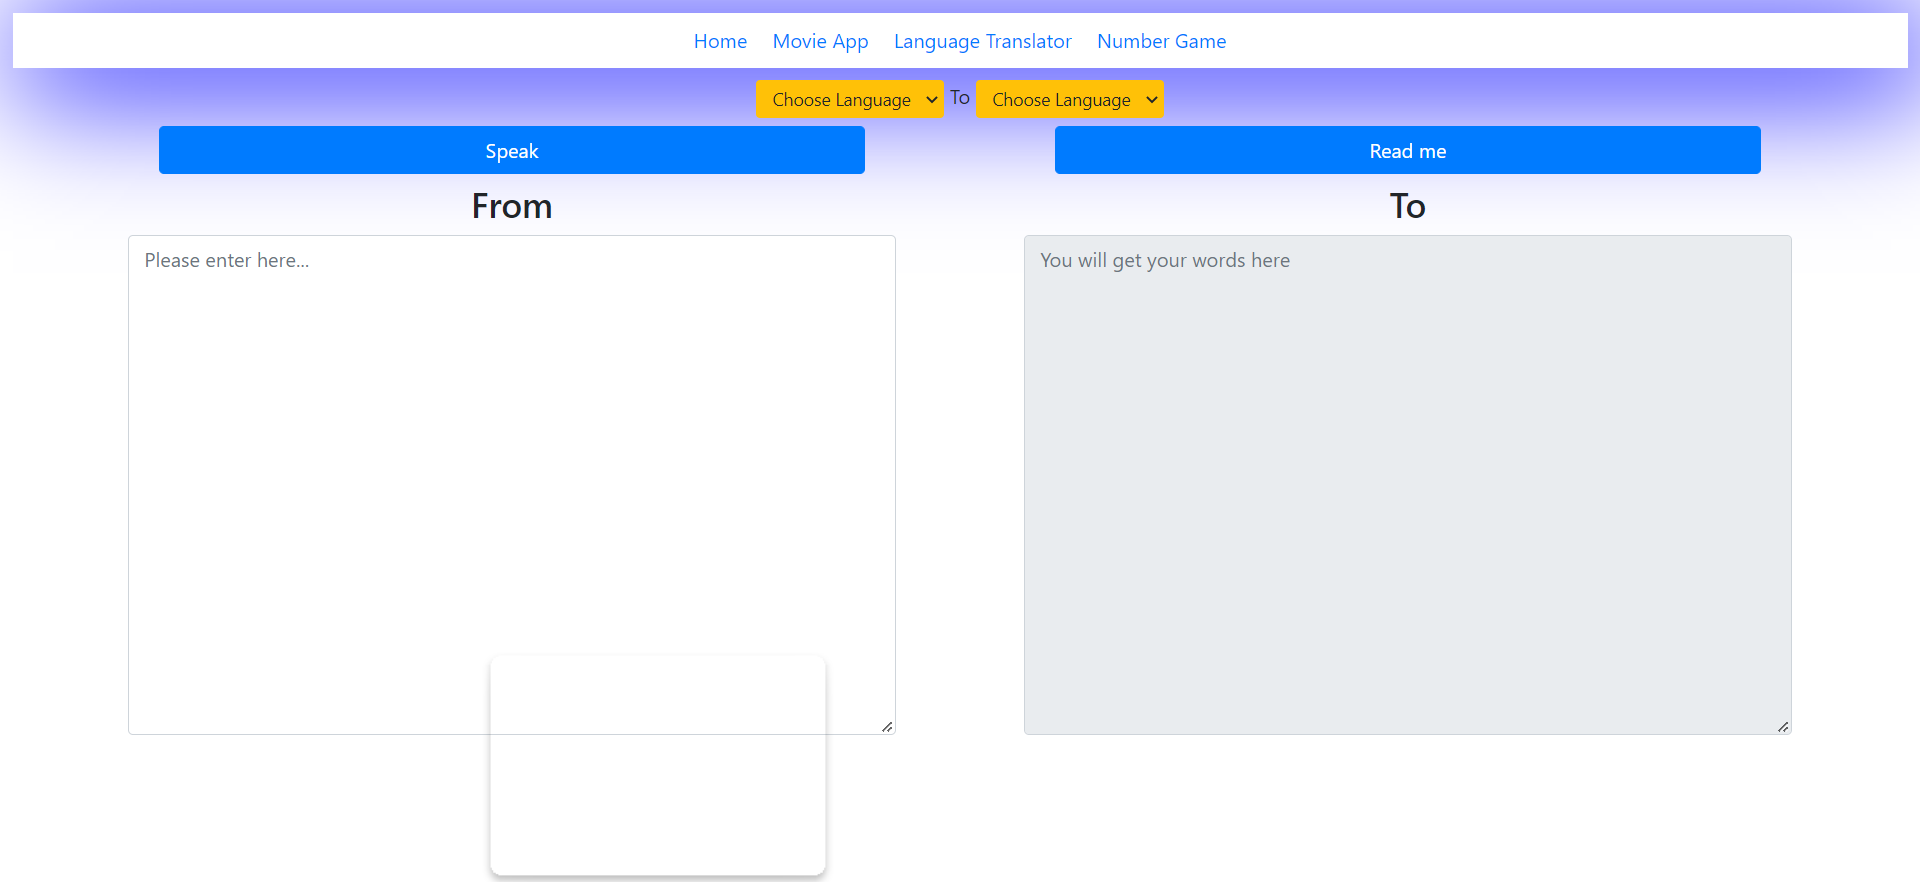 Home Movie App Language Translator Number Game
Choose Language To Choose Language
Speak
Read me
From
To
Please enter here...
You will get your words here